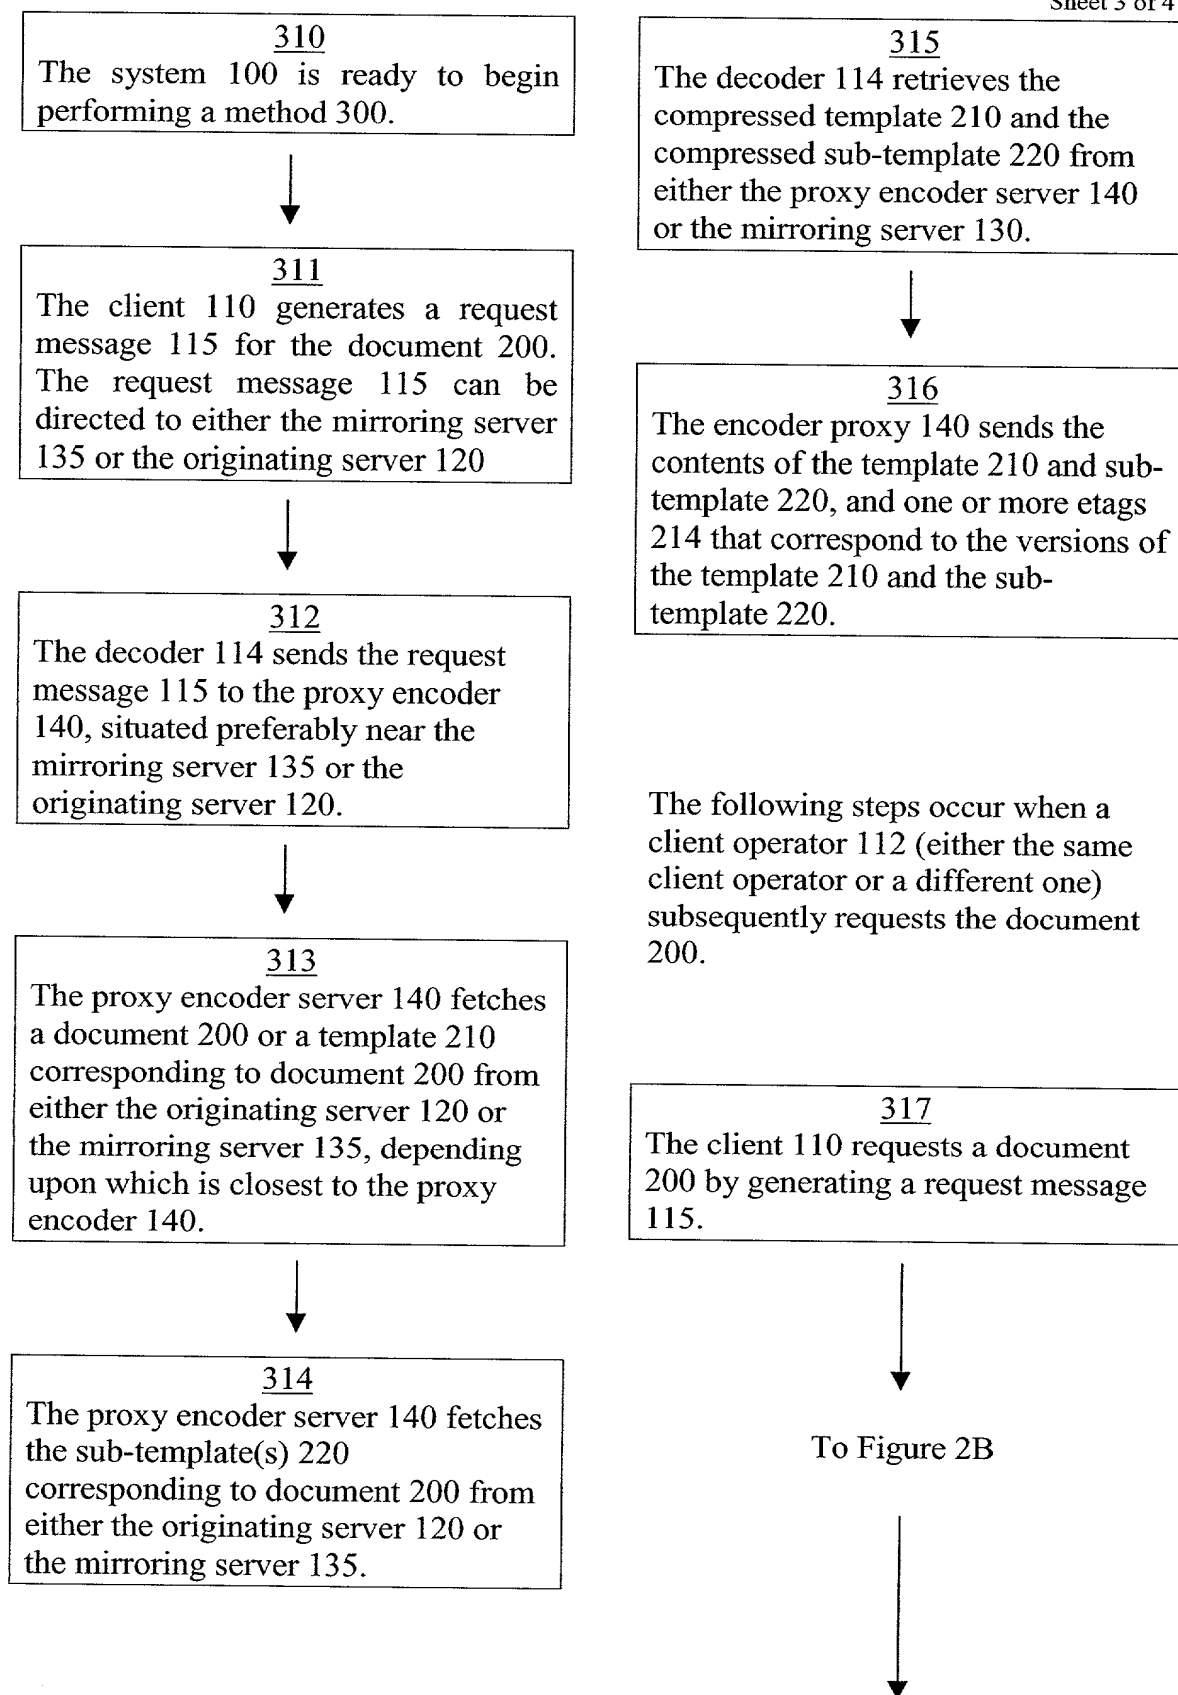 Sheet 3 of 4
310
The system 100 is ready to begin
performing a method 300.
311
The client 110 generates a request
message 115 for the document 200.
The request message 115 can be
directed to either the mirroring server
135 or the originating server 120
312
The decoder 114 sends the request
message 115 to the proxy encoder
140, situated preferably near the
mirroring server 135 or the
originating server 120.
313
The proxy encoder server 140 fetches
a document 200 or a template 210
corresponding to document 200 from
either the originating server 120 or
the mirroring server 135, depending
upon which is closest to the proxy
encoder 140.
314
The proxy encoder server 140 fetches
the sub-template(s) 220
corresponding to document 200 from
either the originating server 120 or
the mirroring server 135.
315
The decoder 114 retrieves the
compressed template 210 and the
compressed sub-template 220 from
either the proxy encoder server 140
or the mirroring server 130.
316
The encoder proxy 140 sends the
contents of the template 210 and sub-
template 220, and one or more etags
214 that correspond to the versions of
the template 210 and the sub-
template 220.
The following steps occur when a
client operator 112 (either the same
client operator or a different one)
subsequently requests the document
200.
317
The client 110 requests a document
200 by generating a request message
115.
To Figure 2B